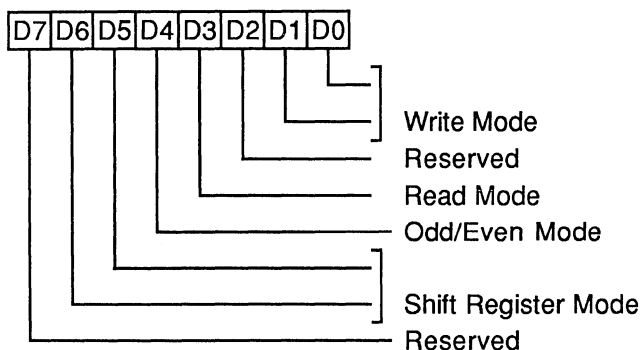 D7 D6 D5 D4 D3 D2 D1 D0
Write Mode
Reserved
Read Mode
Odd/Even Mode
Shift Register Mode
Reserved